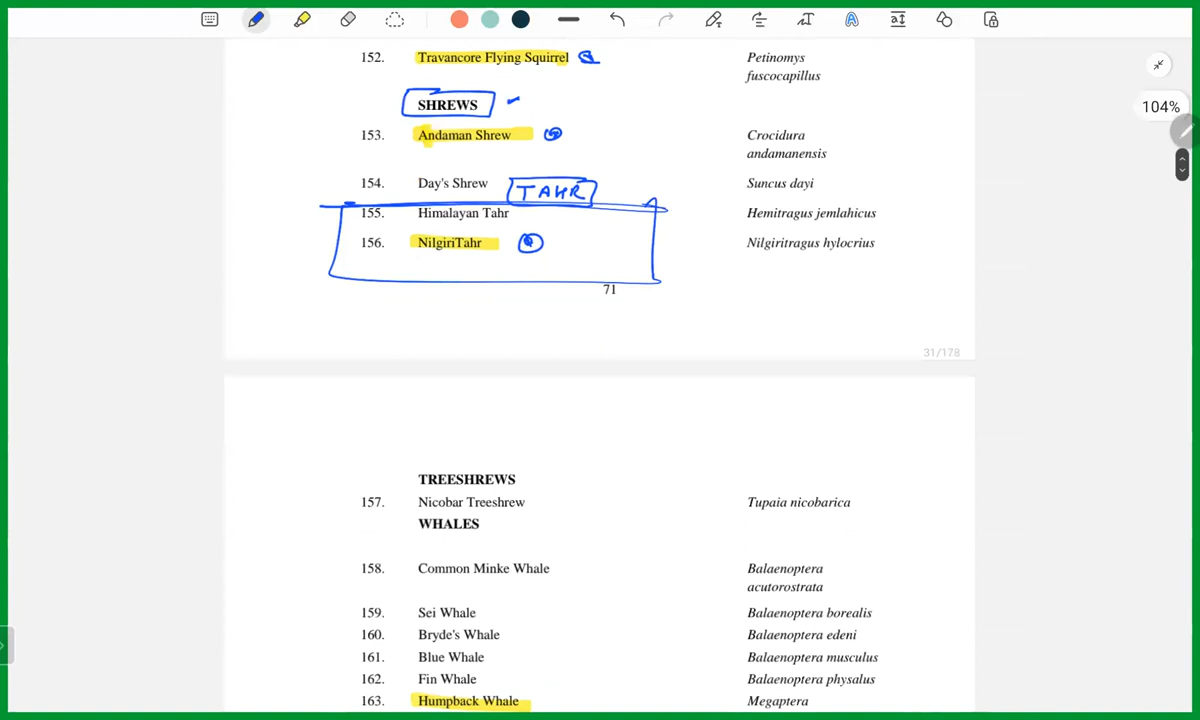 104%
152. Travancore Flying Squirrel Petinomys
fuscocapillus
SHREWS
153. Andaman Shrew Crocidura
andamanensis
154. Day's Shrew TAHR Suncus dayi
155. Himalayan Tahr Hemitragus jemlahicus
156. NilgiriTahr Nilgiritragus hylocrius
71
31/178
TREESHREWS
157. Nicobar Treeshrew Tupaia nicobarica
WHALES
158. Common Minke Whale Balaenoptera
acutorostrata
159. Sei Whale Balaenoptera borealis
160. Bryde's Whale Balaenoptera edeni
161. Blue Whale Balaenoptera musculus
162. Fin Whale Balaenoptera physalus
163. Humpback Whale Megaptera